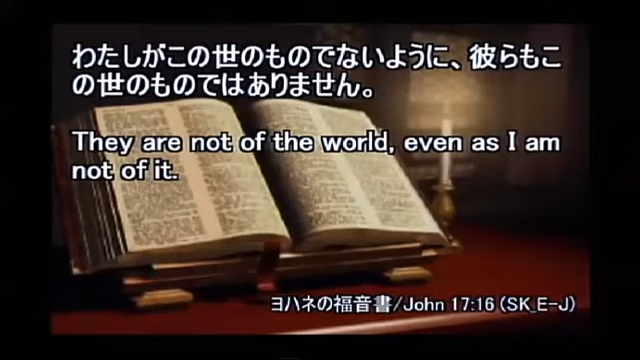 わたしがこの世のものでないように、彼らもこ
の世のものではありません。
They are not of the world, even as I am
not of it.
ヨハネの福音書/John 17:16 (SK_E-J)